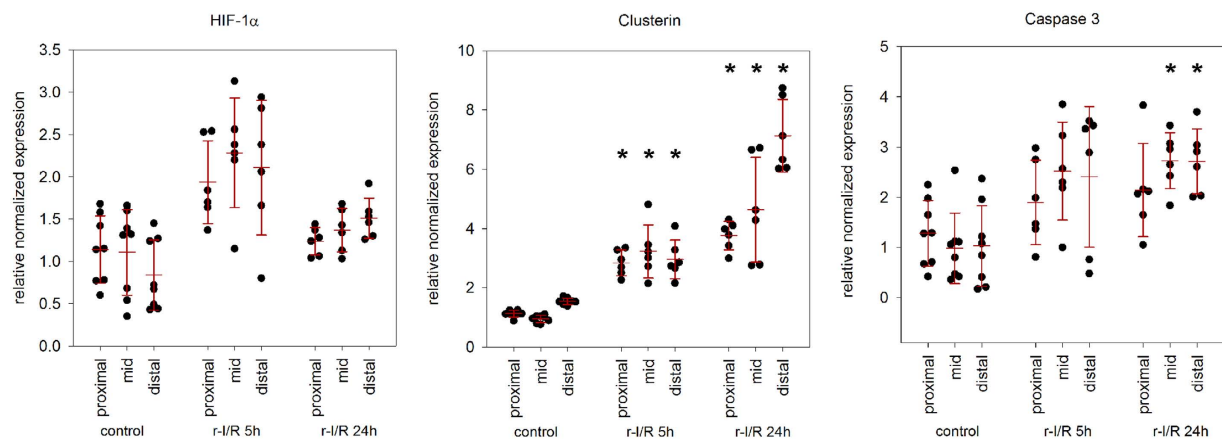 HIF-1α
relative normalized expression
3.5
3.0
2.5
2.0
1.5
1.0
0.5
0.0
proximal
mid
distal
proximal
mid
distal
proximal
mid
distal
control
r-I/R 5h
r-I/R 24h
Clusterin
relative normalized expression
10
8
6
4
2
0
* * *
* * *
proximal
mid
distal
proximal
mid
distal
proximal
mid
distal
control
r-I/R 5h
r-I/R 24h
Caspase 3
relative normalized expression
5
4
3
2
1
0
* *
proximal
mid
distal
proximal
mid
distal
proximal
mid
distal
control
r-I/R 5h
r-I/R 24h